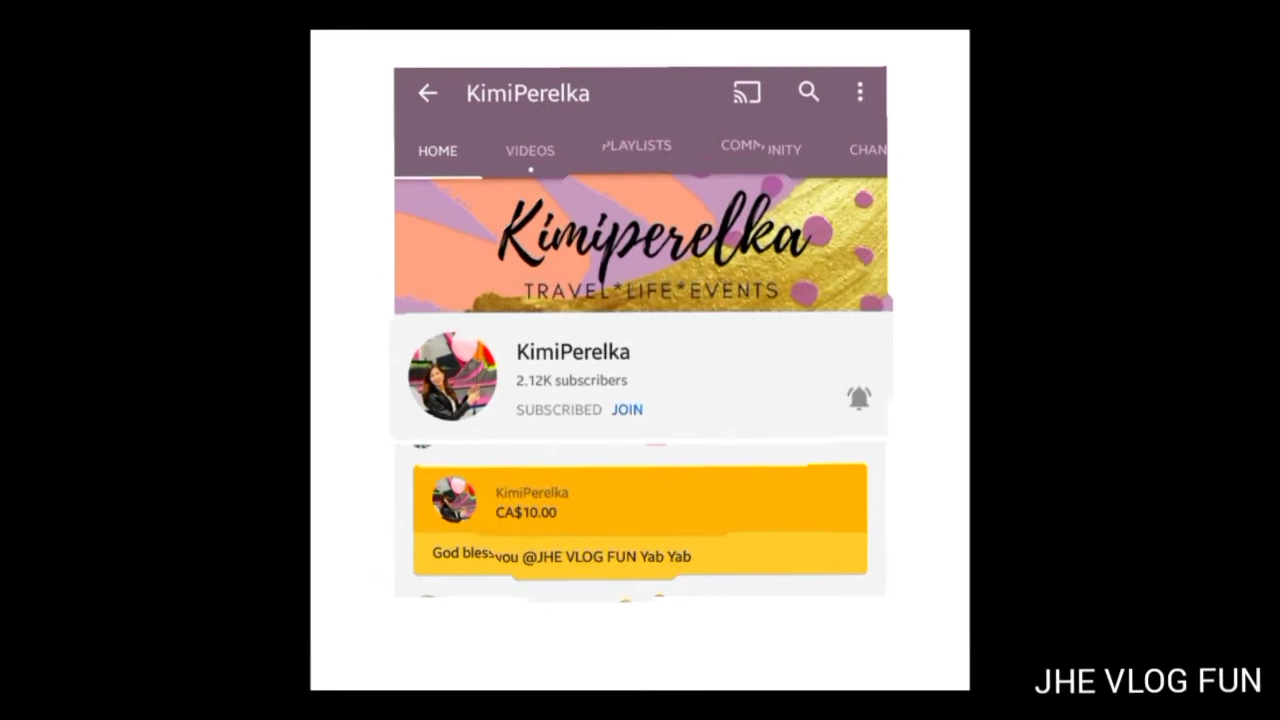 KimiPerelka
HOME VIDEOS PLAYLISTS COMMUNITY CHAN
Kimiperelka
TRAVEL*LIFE*EVENTS
KimiPerelka
2.12K subscribers
SUBSCRIBED JOIN
KimiPerelka
CA$10.00
God bless you @JHE VLOG FUN Yab Yab
JHE VLOG FUN